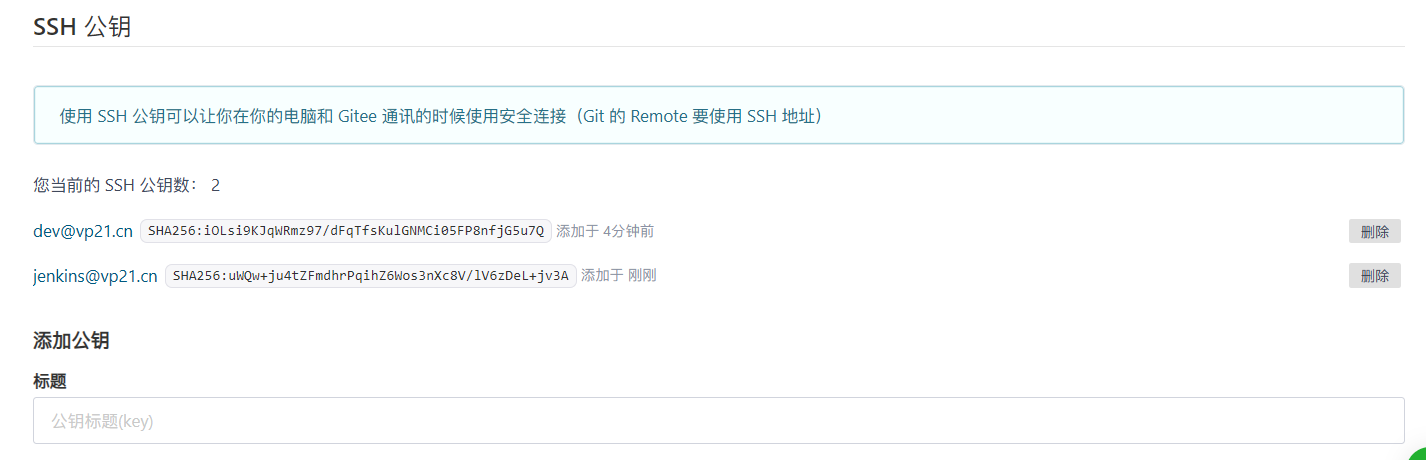 SSH 公钥
使用 SSH 公钥可以让你在你的电脑和 Gitee 通讯的时候使用安全连接（Git 的 Remote 要使用 SSH 地址）
您当前的 SSH 公钥数： 2
dev@vp21.cn SHA256:iOLsi9KJqWRmz97/dFqTfsKulGNMCi05FP8nfjG5u7Q 添加于 4分钟前 删除
jenkins@vp21.cn SHA256:uWQw+ju4tZFmdhrPqihZ6Wos3nXc8V/lV6zDeL+jv3A 添加于 刚刚 删除
添加公钥
标题
公钥标题(key)